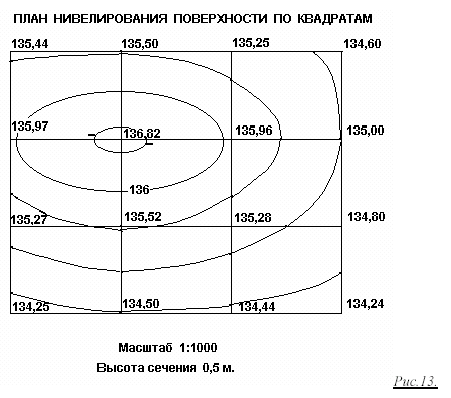 ПЛАН НИВЕЛИРОВАНИЯ ПОВЕРХНОСТИ ПО КВАДРАТАМ
135,44 135,50 135,25 134,60
135,97 136,82 135,96 135,00
136
135,27 135,52 135,28 134,80
134,25 134,50 134,44 134,24
Масштаб 1:1000
Высота сечения 0,5 м.
Рис.13.